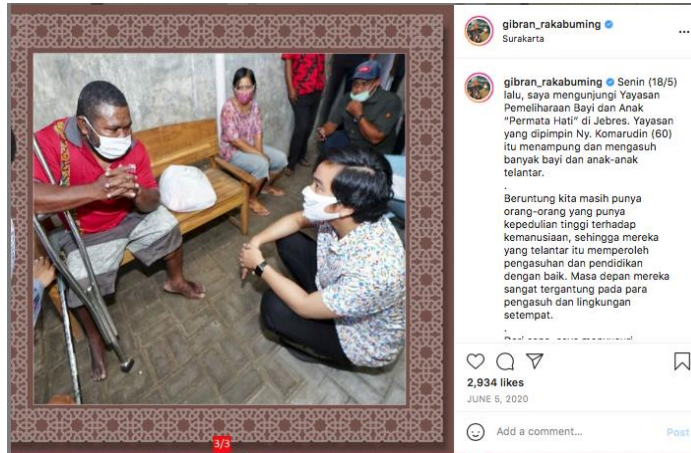 gibran_rakabuming
Surakarta
...
gibran_rakabuming Senin (18/5)
lalu, saya mengunjungi Yayasan
Pemeliharaan Bayi dan Anak
"Permata Hati" di Jebres. Yayasan
yang dipimpin Ny. Komarudin (60)
itu menampung dan mengasuh
banyak bayi dan anak-anak
telantar.
.
Beruntung kita masih punya
orang-orang yang punya
kepedulian tinggi terhadap
kemanusiaan, sehingga mereka
yang telantar itu memperoleh
pengasuhan dan pendidikan
dengan baik. Masa depan mereka
sangat tergantung pada para
pengasuh dan lingkungan
setempat.
.
2,934 likes
JUNE 5, 2020
Add a comment...
Post
3/3